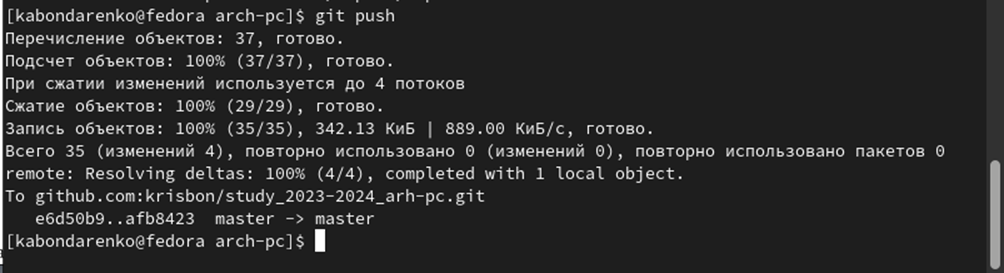 [kabondarenko@fedora arch-pc]$ git push
Перечисление объектов: 37, готово.
Подсчет объектов: 100% (37/37), готово.
При сжатии изменений используется до 4 потоков
Сжатие объектов: 100% (29/29), готово.
Запись объектов: 100% (35/35), 342.13 КиБ | 889.00 КиБ/с, готово.
Всего 35 (изменений 4), повторно использовано 0 (изменений 0), повторно использовано пакетов 0
remote: Resolving deltas: 100% (4/4), completed with 1 local object.
To github.com:krisbon/study_2023-2024_arh-pc.git
   e6d50b9..afb8423  master -> master
[kabondarenko@fedora arch-pc]$